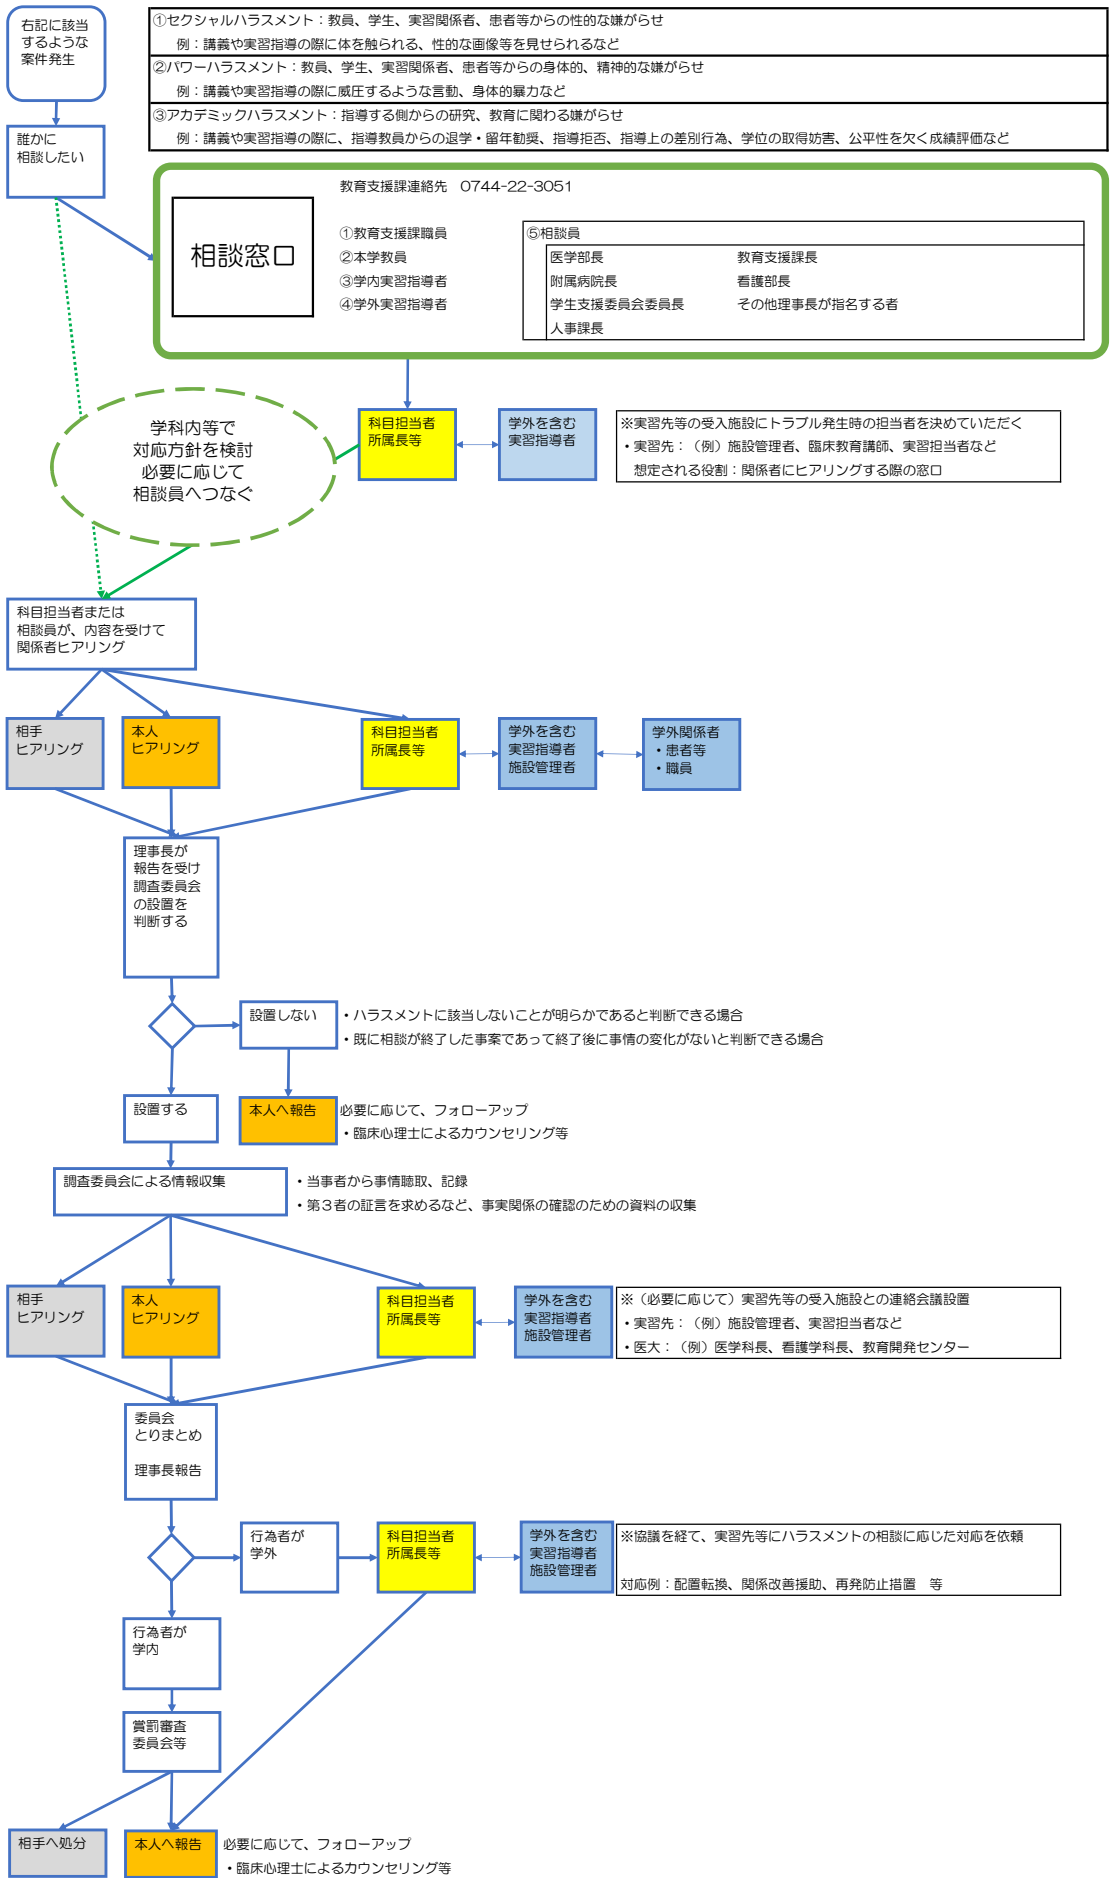 右記に該当
するような
案件発生
①セクシャルハラスメント：教員、学生、実習関係者、患者等からの性的な嫌がらせ
例：講義や実習指導の際に体を触られる、性的な画像等を見せられるなど
②パワーハラスメント：教員、学生、実習関係者、患者等からの身体的、精神的な嫌がらせ
例：講義や実習指導の際に威圧するような言動、身体的暴力など
③アカデミックハラスメント：指導する側からの研究、教育に関わる嫌がらせ
例：講義や実習指導の際に、指導教員からの退学・留年勧奨、指導拒否、指導上の差別行為、学位の取得妨害、公平性を欠く成績評価など
誰かに
相談したい
教育支援課連絡先　0744-22-3051
相談窓口
①教育支援課職員
②本学教員
③学内実習指導者
④学外実習指導者
⑤相談員
医学部長　教育支援課長
附属病院長　看護部長
学生支援委員会委員長　その他理事長が指名する者
人事課長
学科内等で
対応方針を検討
必要に応じて
相談員へつなぐ
科目担当者
所属長等
学外を含む
実習指導者
※実習先等の受入施設にトラブル発生時の担当者を決めていただく
・実習先：（例）施設管理者、臨床教育講師、実習担当者など
想定される役割：関係者にヒアリングする際の窓口
科目担当者または
相談員が、内容を受けて
関係者ヒアリング
相手
ヒアリング
本人
ヒアリング
科目担当者
所属長等
学外を含む
実習指導者
施設管理者
学外関係者
・患者等
・職員
理事長が
報告を受け
調査委員会
の設置を
判断する
設置しない
・ハラスメントに該当しないことが明らかであると判断できる場合
・既に相談が終了した事案であって終了後に事情の変化がないと判断できる場合
設置する
本人へ報告
必要に応じて、フォローアップ
・臨床心理士によるカウンセリング等
調査委員会による情報収集
・当事者から事情聴取、記録
・第３者の証言を求めるなど、事実関係の確認のための資料の収集
相手
ヒアリング
本人
ヒアリング
科目担当者
所属長等
学外を含む
実習指導者
施設管理者
※（必要に応じて）実習先等の受入施設との連絡会議設置
・実習先：（例）施設管理者、実習担当者など
・医大：（例）医学科長、看護学科長、教育開発センター
委員会
とりまとめ
理事長報告
行為者が
学外
科目担当者
所属長等
学外を含む
実習指導者
施設管理者
※協議を経て、実習先等にハラスメントの相談に応じた対応を依頼
対応例：配置転換、関係改善援助、再発防止措置　等
行為者が
学内
賞罰審査
委員会等
相手へ処分
本人へ報告
必要に応じて、フォローアップ
・臨床心理士によるカウンセリング等